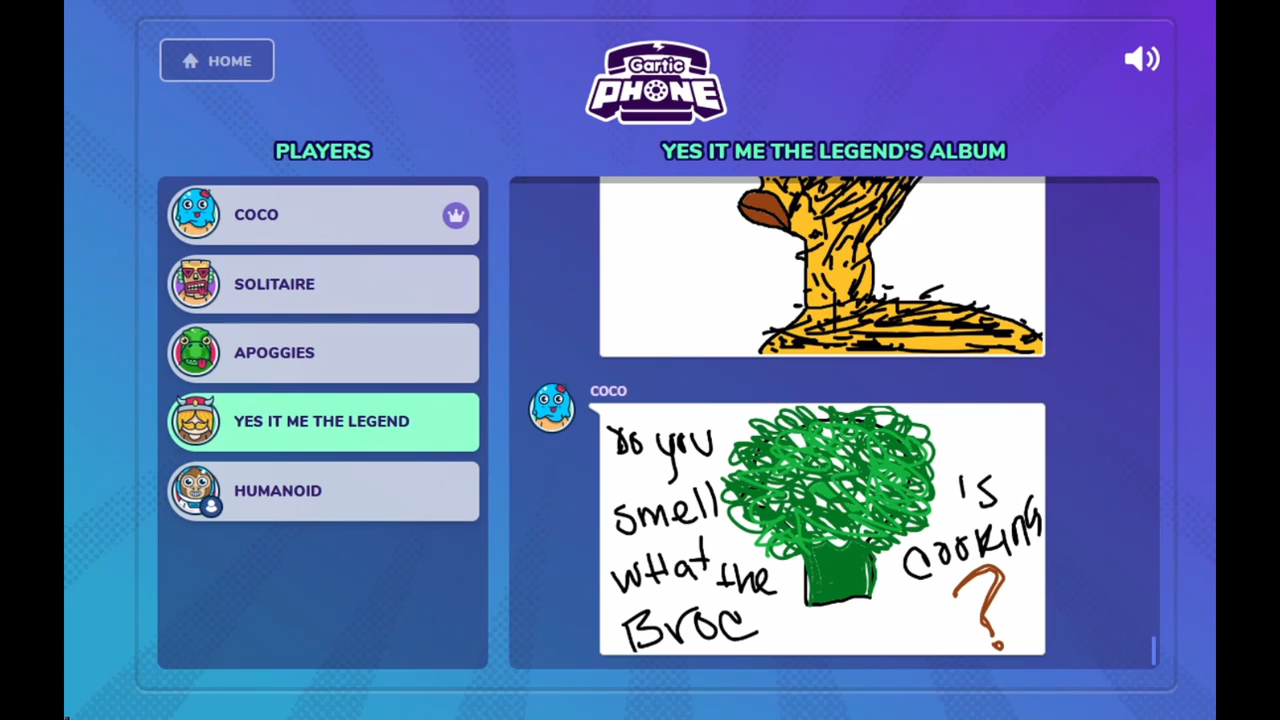 HOME
Gartic
PHONE
PLAYERS
COCO
SOLITAIRE
APOGGIES
YES IT ME THE LEGEND
HUMANOID
YES IT ME THE LEGEND'S ALBUM
COCO
Do you
smell
what the
Broc
is
cooking
?